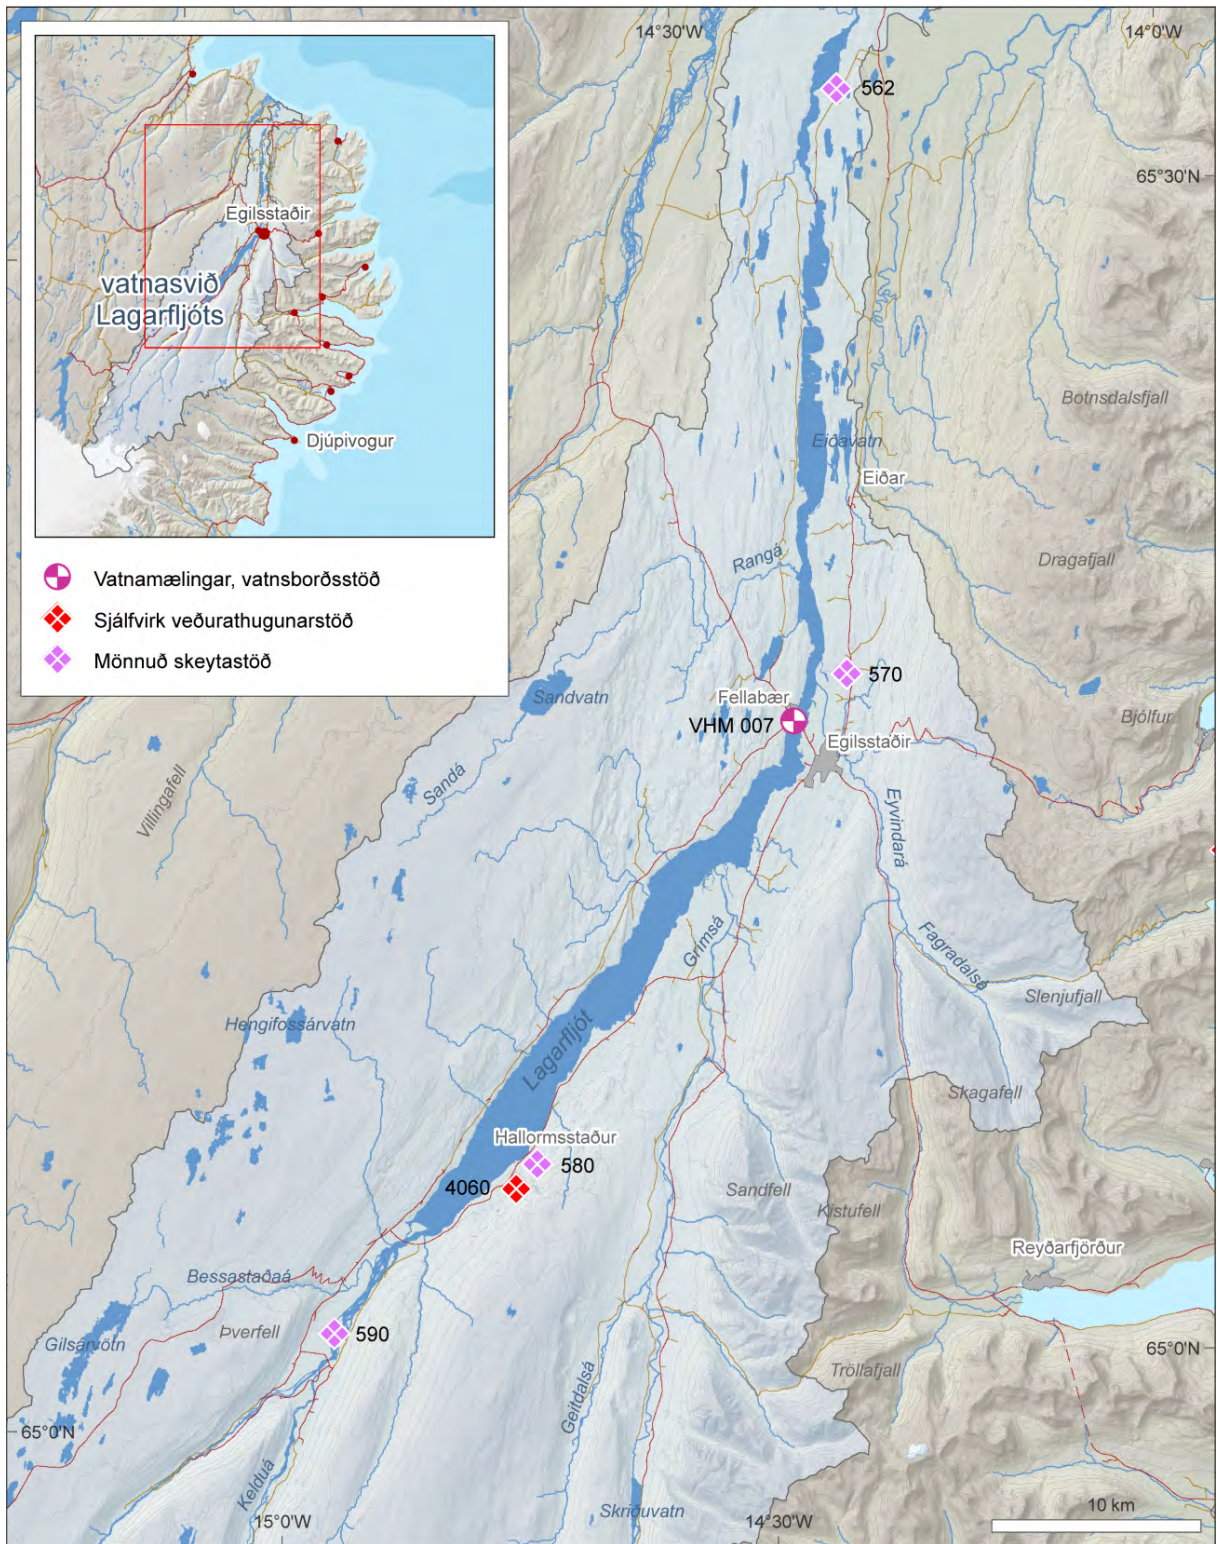 14°30'W
14°0'W
562
65°30'N
Egilsstaðir
vatnasvið
Lagarfljóts
Djúpivogur
Botnsdalsfjall
Eiðavatn
Eiðar
Vatnamælingar, vatnsborðsstöð
Sjálfvirk veðurathugunarstöð
Mönnuð skeytastöð
Rangá
Dragafjall
570
Sandvatn
Fellabær
VHM 007
Bjólfur
Egilsstaðir
Sandá
Villingafell
Eyvindará
Grímsá
Fagradalsá
Slenjufjall
Hengifossárvatn
Lagarfljót
Skagafell
Hallormsstaður
580
4060
Sandfell
Kistufell
Reyðarfjörður
Bessastaðaá
Þverfell
590
Gilsárvötn
65°0'N
Tröllafjall
Geitdalsá
65°0'N
Kelduá
Skriðuvatn
10 km
15°0'W
14°30'W